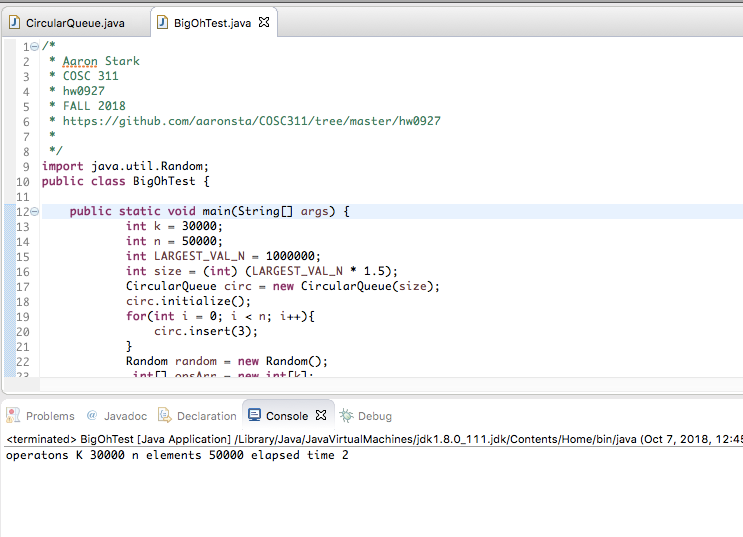 CircularQueue.java
BigOhTest.java
1 /*
2 * Aaron Stark
3 * COSC 311
4 * hw0927
5 * FALL 2018
6 * https://github.com/aaronsta/COSC311/tree/master/hw0927
7 *
8 */
9 import java.util.Random;
10 public class BigOhTest {
11
12 public static void main(String[] args) {
13 int k = 30000;
14 int n = 50000;
15 int LARGEST_VAL_N = 1000000;
16 int size = (int) (LARGEST_VAL_N * 1.5);
17 CircularQueue circ = new CircularQueue(size);
18 circ.initialize();
19 for(int i = 0; i < n; i++){
20 circ.insert(3);
21 }
22 Random random = new Random();
23 int[] opsArr = new int[k];
Problems @ Javadoc Declaration Console Debug
<terminated> BigOhTest [Java Application] /Library/Java/JavaVirtualMachines/jdk1.8.0_111.jdk/Contents/Home/bin/java (Oct 7, 2018, 12:45
operatons K 30000 n elements 50000 elapsed time 2